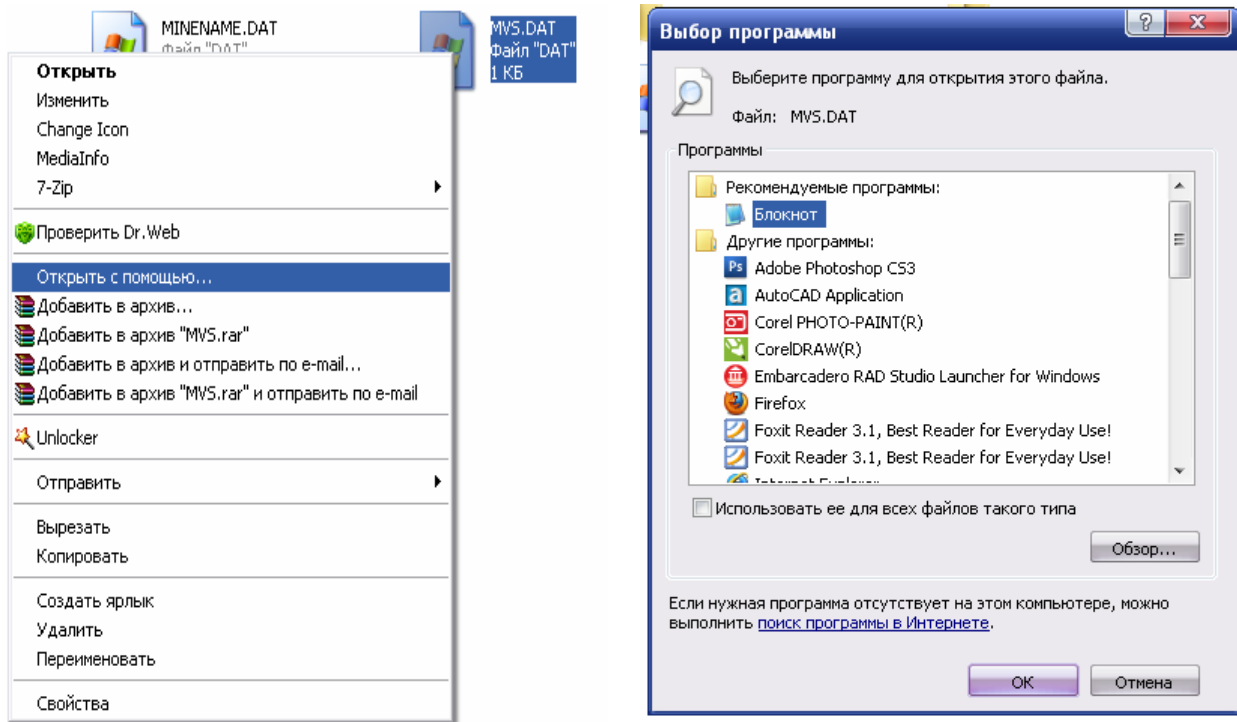 MINENAME.DAT
Файл "DAT"
MVS.DAT
Файл "DAT"
1 КБ
Открыть
Изменить
Change Icon
MediaInfo
7-Zip
Проверить Dr.Web
Открыть с помощью...
Добавить в архив...
Добавить в архив "MVS.rar"
Добавить в архив и отправить по e-mail...
Добавить в архив "MVS.rar" и отправить по e-mail
Unlocker
Отправить
Вырезать
Копировать
Создать ярлык
Удалить
Переименовать
Свойства
Выбор программы
Выберите программу для открытия этого файла.
Файл: MVS.DAT
Программы
Рекомендуемые программы:
Блокнот
Другие программы:
Ps Adobe Photoshop CS3
a AutoCAD Application
Corel PHOTO-PAINT(R)
CorelDRAW(R)
Embarcadero RAD Studio Launcher for Windows
Firefox
Foxit Reader 3.1, Best Reader for Everyday Use!
Foxit Reader 3.1, Best Reader for Everyday Use!
Internet Explorer
Использовать ее для всех файлов такого типа
Обзор...
Если нужная программа отсутствует на этом компьютере, можно
выполнить поиск программы в Интернете.
ОК
Отмена